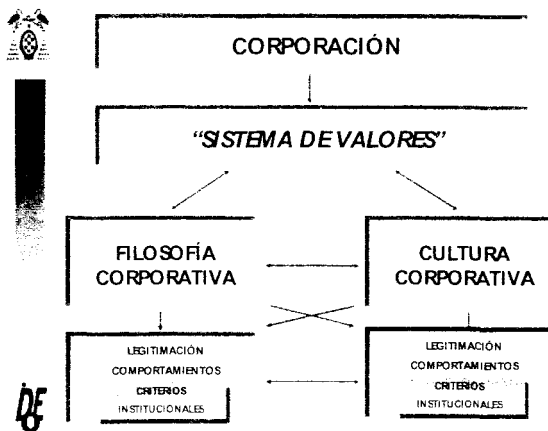 CORPORACIÓN
“SISTEMA DE VALORES”
FILOSOFÍA
CORPORATIVA
CULTURA
CORPORATIVA
LEGITIMACIÓN
COMPORTAMIENTOS
CRITERIOS
INSTITUCIONALES
LEGITIMACIÓN
COMPORTAMIENTOS
CRITERIOS
INSTITUCIONALES